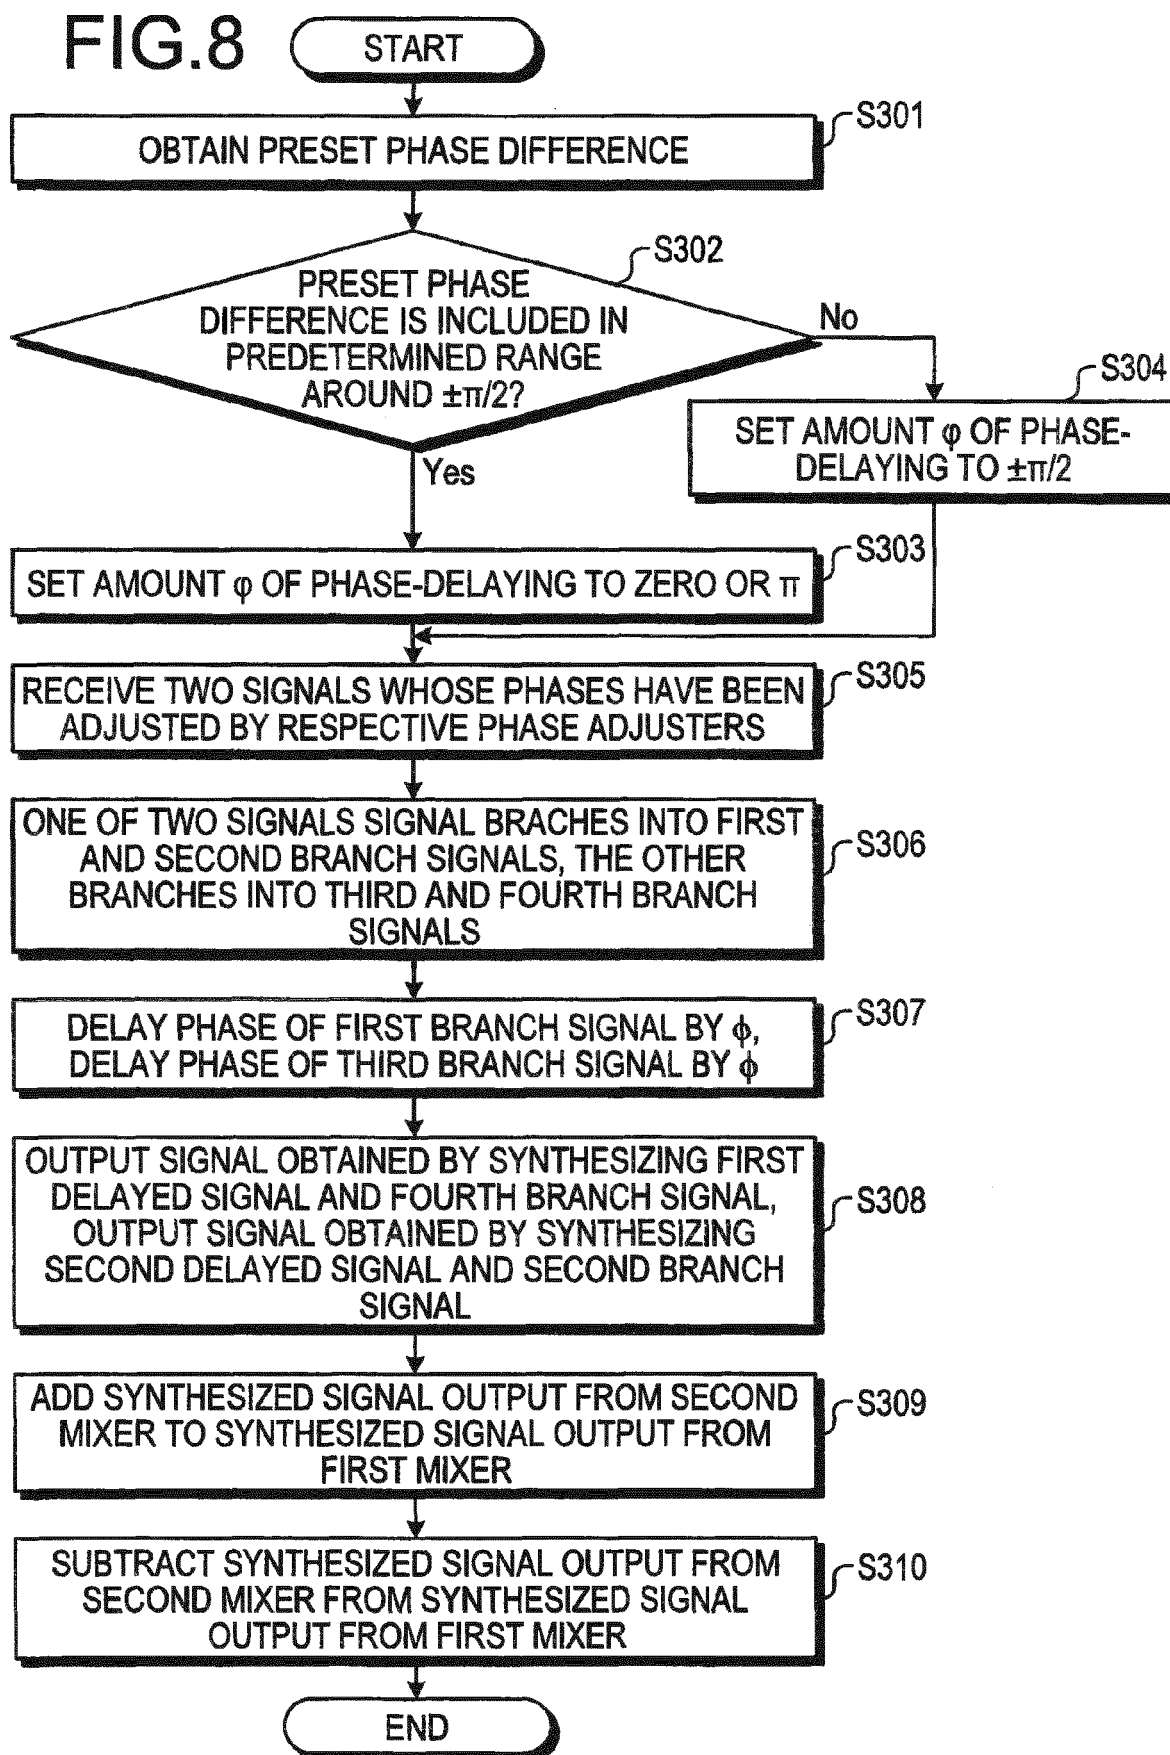 FIG.8
START
S301
OBTAIN PRESET PHASE DIFFERENCE
S302
PRESET PHASE
DIFFERENCE IS INCLUDED IN
PREDETERMINED RANGE
AROUND ±π/2?
No
Yes
S304
SET AMOUNT φ OF PHASE-
DELAYING TO ±π/2
S303
SET AMOUNT φ OF PHASE-DELAYING TO ZERO OR π
S305
RECEIVE TWO SIGNALS WHOSE PHASES HAVE BEEN
ADJUSTED BY RESPECTIVE PHASE ADJUSTERS
S306
ONE OF TWO SIGNALS SIGNAL BRACHES INTO FIRST
AND SECOND BRANCH SIGNALS, THE OTHER
BRANCHES INTO THIRD AND FOURTH BRANCH
SIGNALS
S307
DELAY PHASE OF FIRST BRANCH SIGNAL BY ϕ,
DELAY PHASE OF THIRD BRANCH SIGNAL BY ϕ
S308
OUTPUT SIGNAL OBTAINED BY SYNTHESIZING FIRST
DELAYED SIGNAL AND FOURTH BRANCH SIGNAL,
OUTPUT SIGNAL OBTAINED BY SYNTHESIZING
SECOND DELAYED SIGNAL AND SECOND BRANCH
SIGNAL
S309
ADD SYNTHESIZED SIGNAL OUTPUT FROM SECOND
MIXER TO SYNTHESIZED SIGNAL OUTPUT FROM
FIRST MIXER
S310
SUBTRACT SYNTHESIZED SIGNAL OUTPUT FROM
SECOND MIXER FROM SYNTHESIZED SIGNAL
OUTPUT FROM FIRST MIXER
END